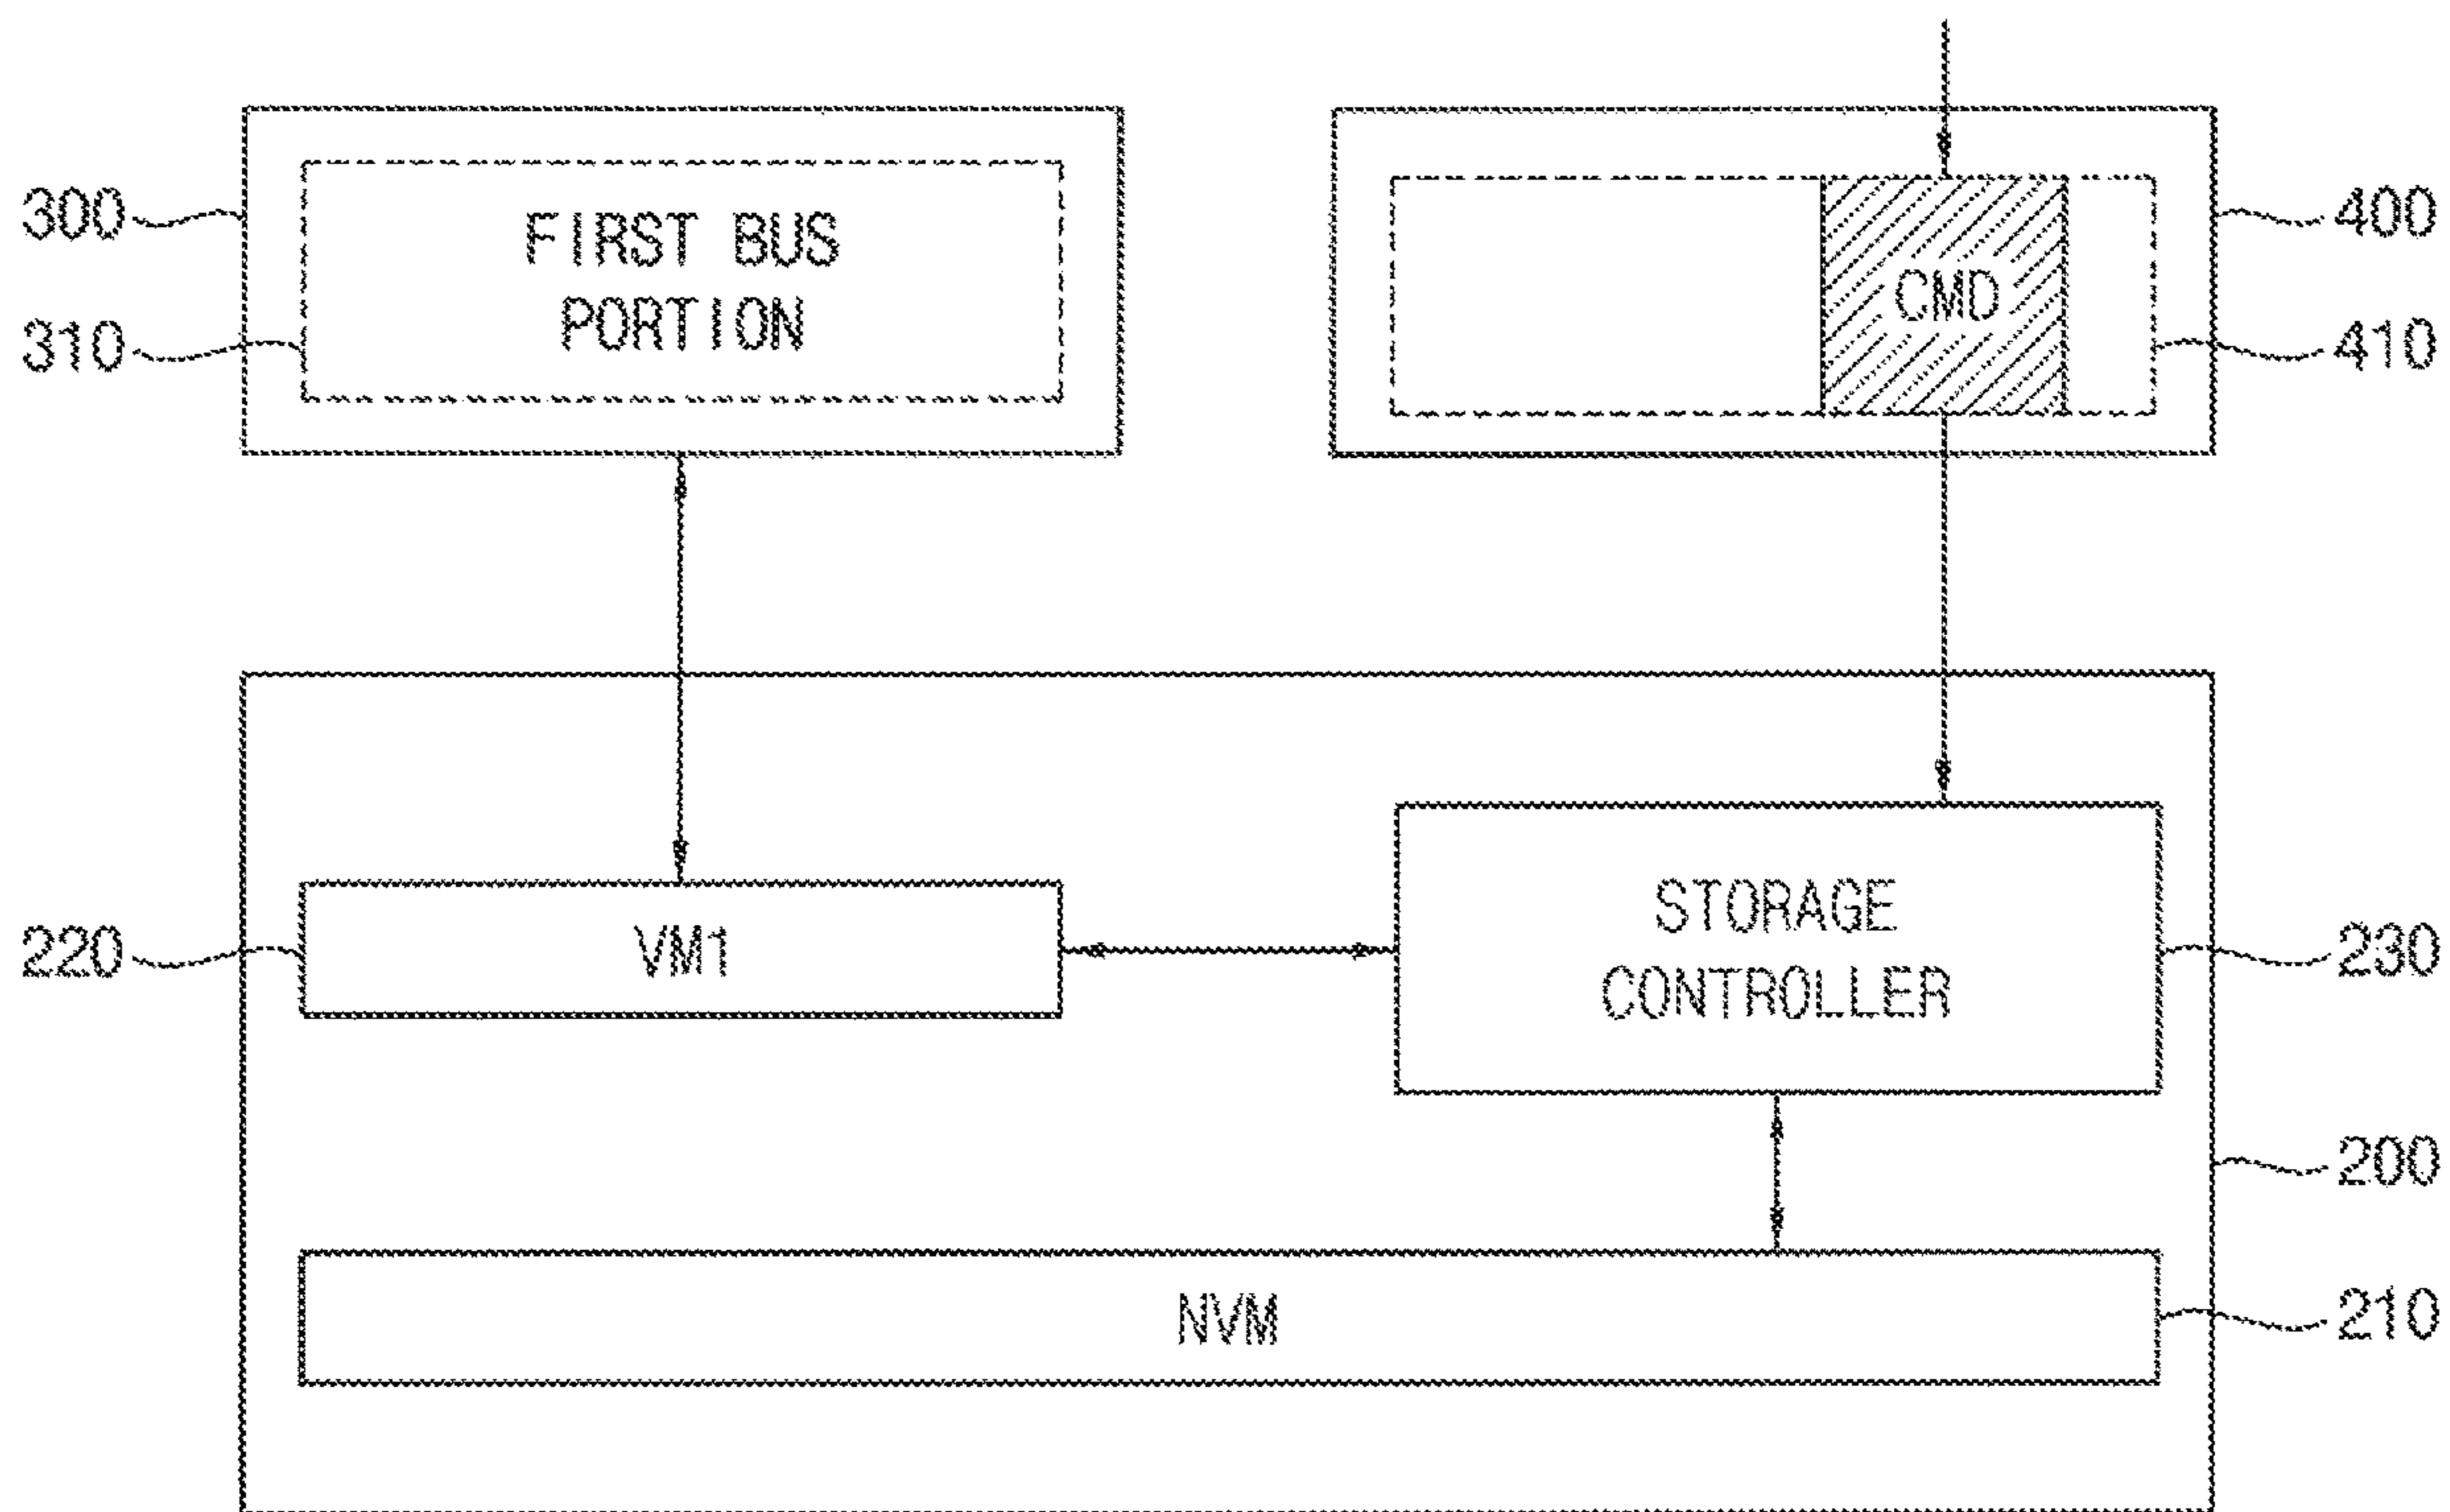 300
FIRST BUS
PORTION
310
CMD
400
410
220
VM1
STORAGE
CONTROLLER
230
200
NVM
210